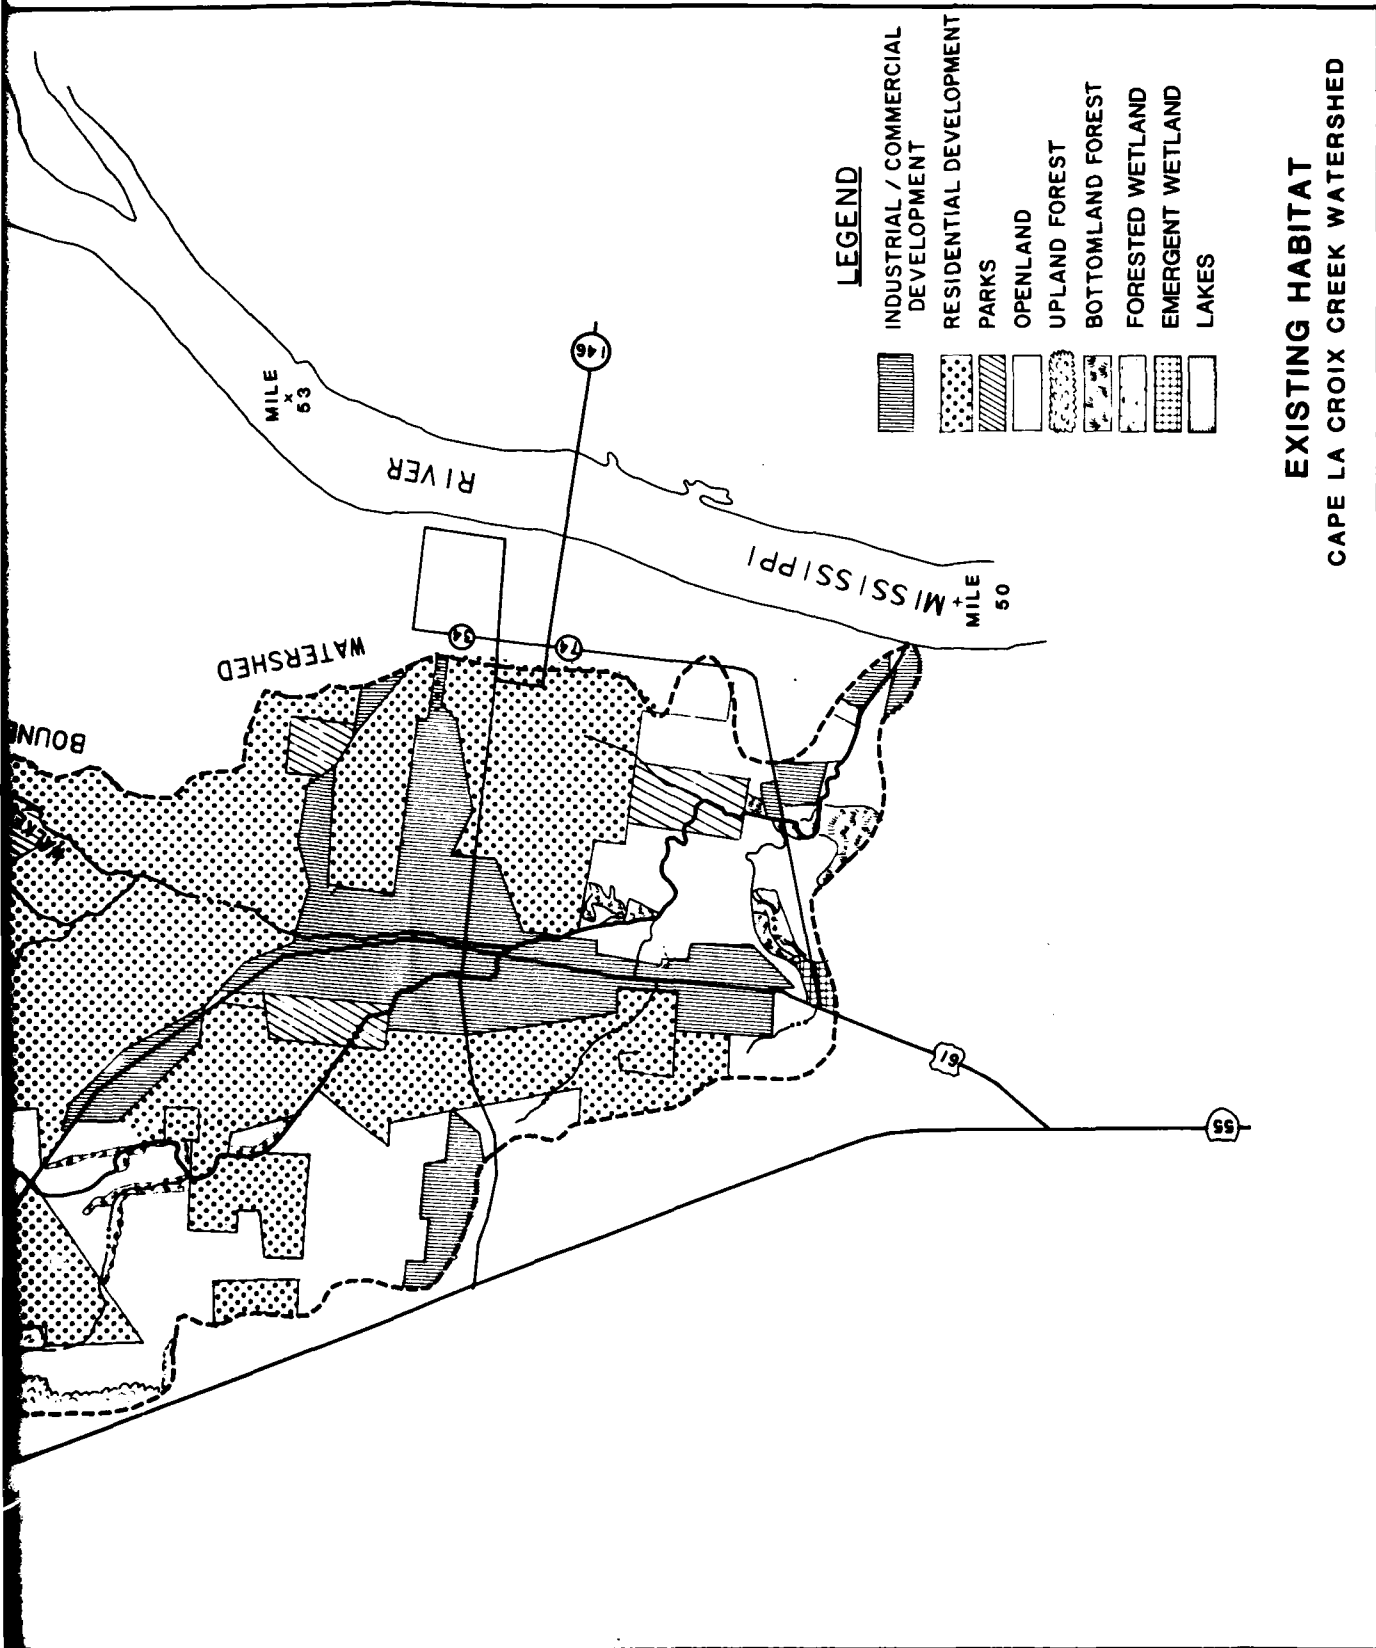 BOUN
WATERSHED
MILE
53
RIVER
MISSISSIPPI
MILE
50
146
34
74
61
55
LEGEND
INDUSTRIAL / COMMERCIAL
DEVELOPMENT
RESIDENTIAL DEVELOPMENT
PARKS
OPENLAND
UPLAND FOREST
BOTTOMLAND FOREST
FORESTED WETLAND
EMERGENT WETLAND
LAKES
EXISTING HABITAT
CAPE LA CROIX CREEK WATERSHED